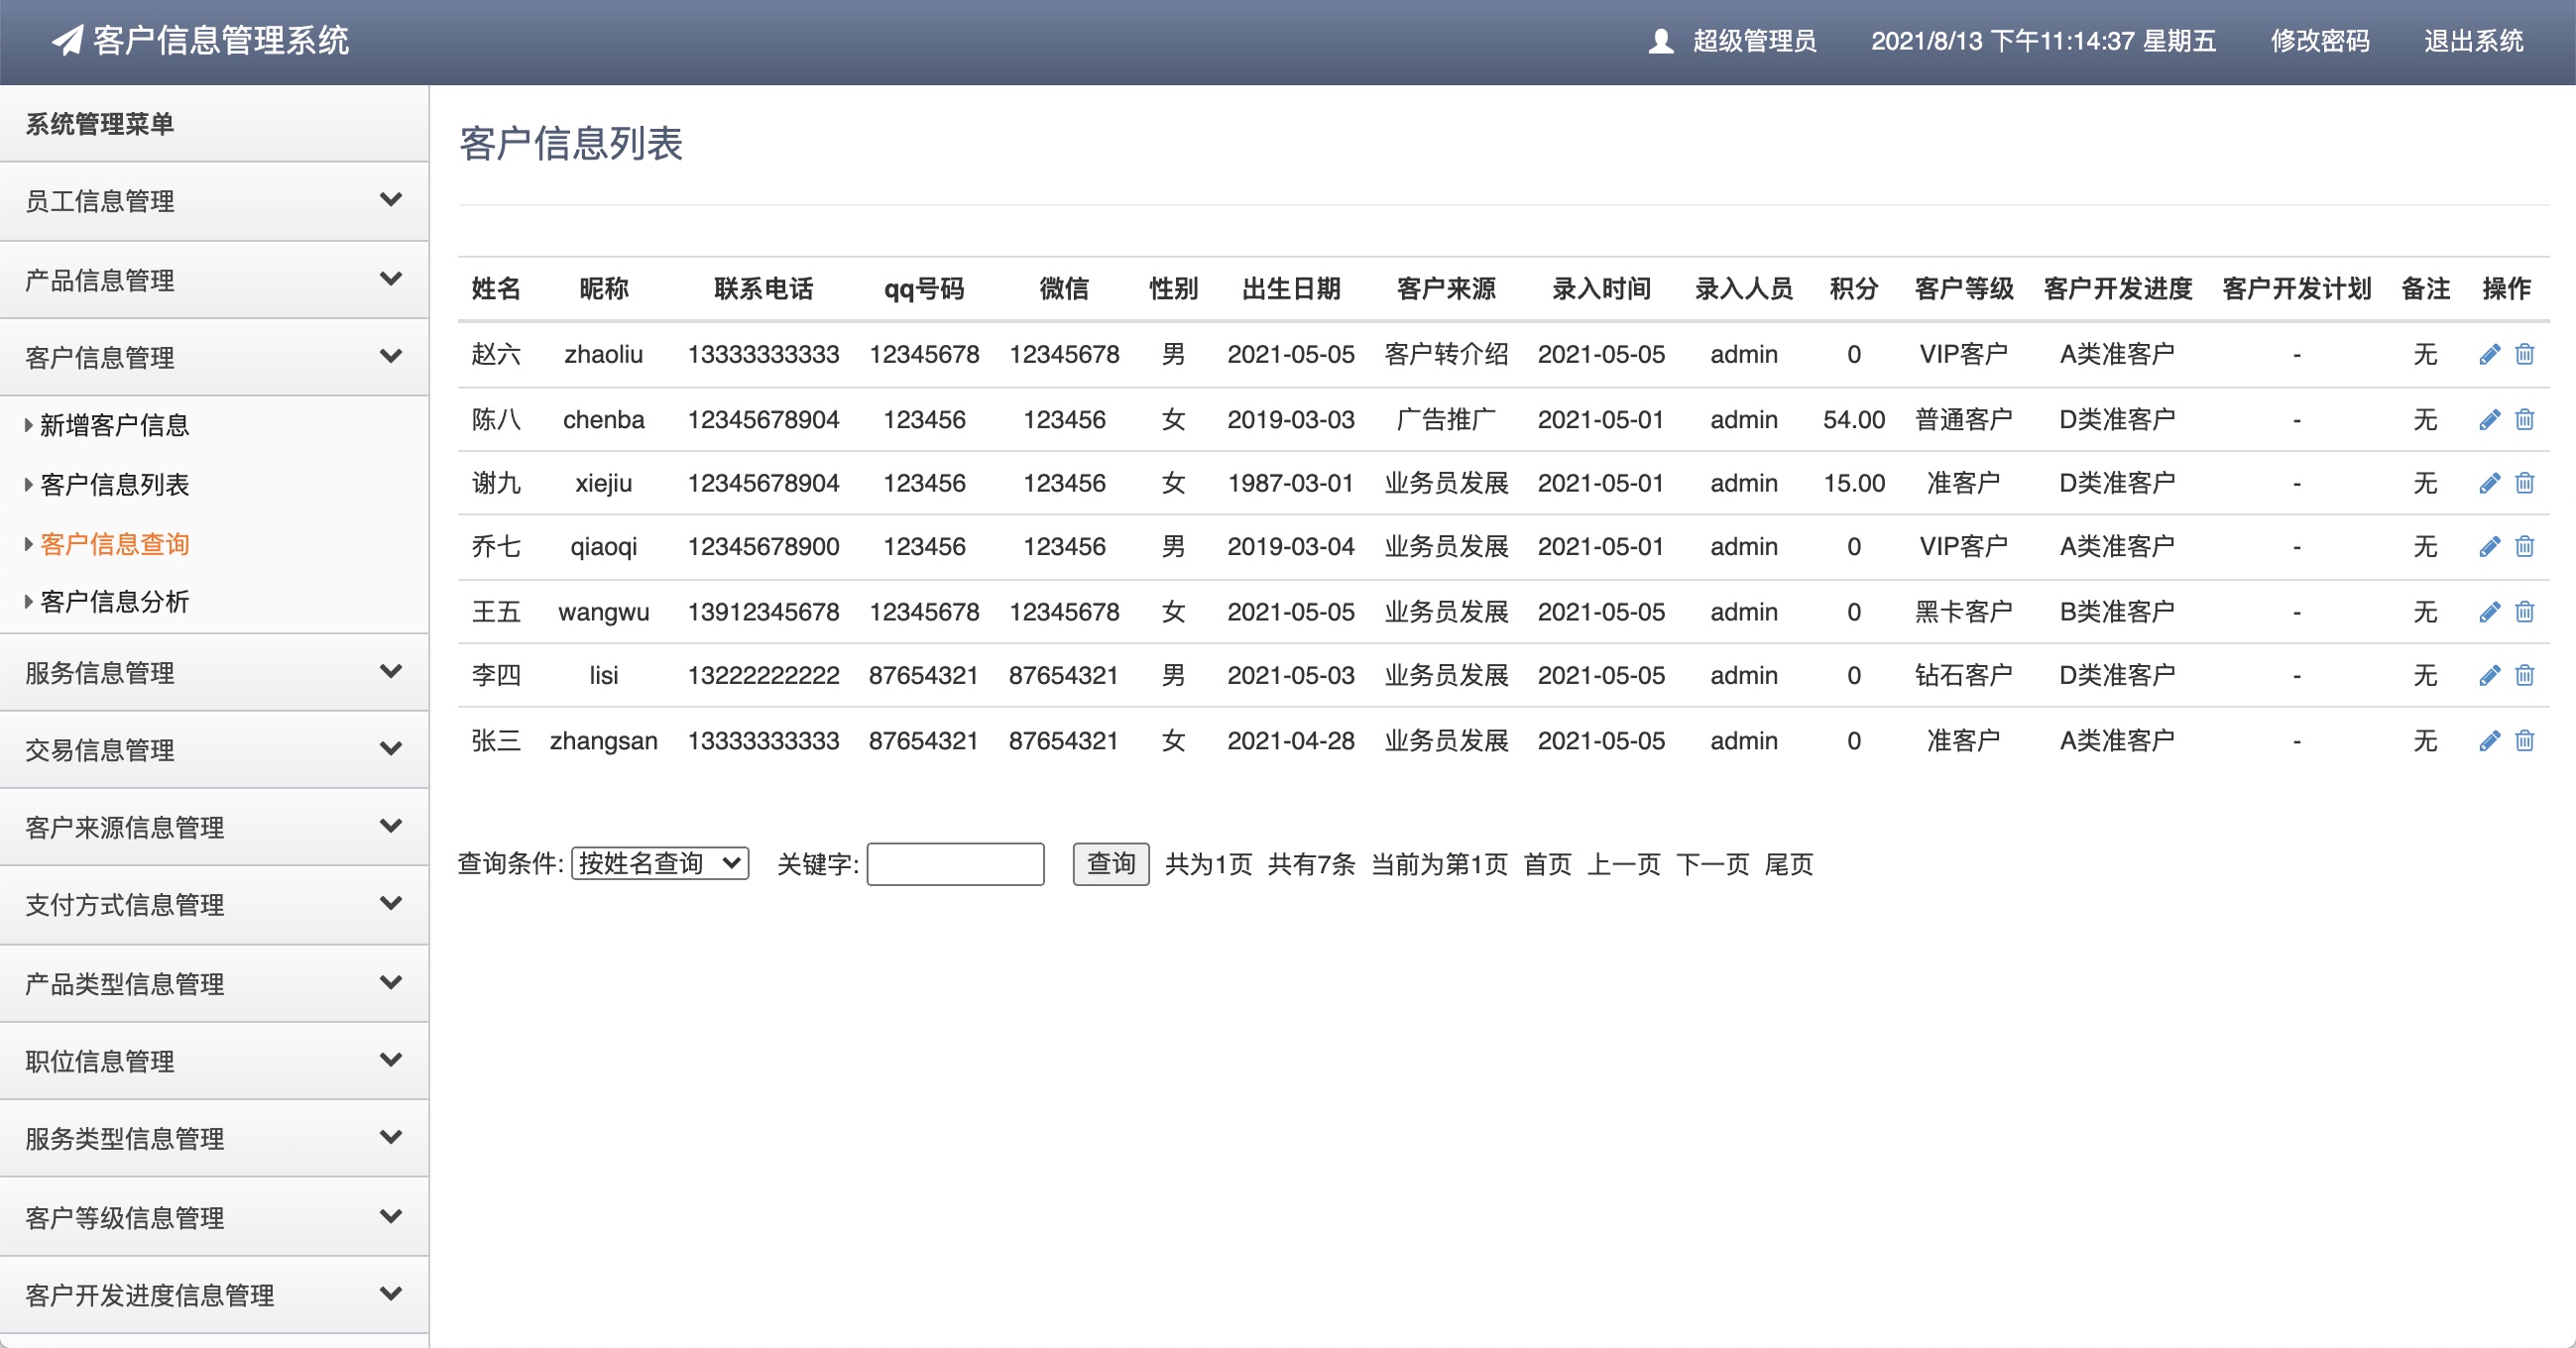 客户信息管理系统 超级管理员 2021/8/13 下午11:14:37 星期五 修改密码 退出系统
系统管理菜单
员工信息管理
产品信息管理
客户信息管理
新增客户信息
客户信息列表
客户信息查询
客户信息分析
服务信息管理
交易信息管理
客户来源信息管理
支付方式信息管理
产品类型信息管理
职位信息管理
服务类型信息管理
客户等级信息管理
客户开发进度信息管理
客户信息列表
姓名 昵称 联系电话 qq号码 微信 性别 出生日期 客户来源 录入时间 录入人员 积分 客户等级 客户开发进度 客户开发计划 备注 操作
赵六 zhaoliu 13333333333 12345678 12345678 男 2021-05-05 客户转介绍 2021-05-05 admin 0 VIP客户 A类准客户 - 无
陈八 chenba 12345678904 123456 123456 女 2019-03-03 广告推广 2021-05-01 admin 54.00 普通客户 D类准客户 - 无
谢九 xiejiu 12345678904 123456 123456 女 1987-03-01 业务员发展 2021-05-01 admin 15.00 准客户 D类准客户 - 无
乔七 qiaoqi 12345678900 123456 123456 男 2019-03-04 业务员发展 2021-05-01 admin 0 VIP客户 A类准客户 - 无
王五 wangwu 13912345678 12345678 12345678 女 2021-05-05 业务员发展 2021-05-05 admin 0 黑卡客户 B类准客户 - 无
李四 lisi 13222222222 87654321 87654321 男 2021-05-03 业务员发展 2021-05-05 admin 0 钻石客户 D类准客户 - 无
张三 zhangsan 13333333333 87654321 87654321 女 2021-04-28 业务员发展 2021-05-05 admin 0 准客户 A类准客户 - 无
查询条件: 按姓名查询 关键字: 查询 共为1页 共有7条 当前为第1页 首页 上一页 下一页 尾页